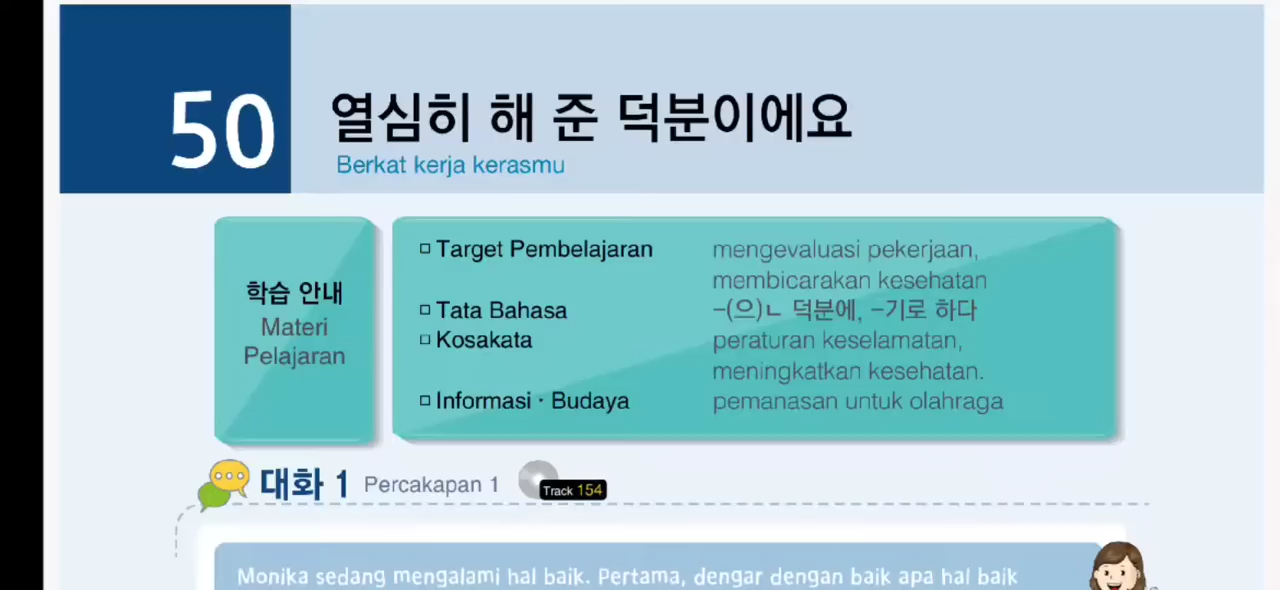 50
열심히 해 준 덕분이에요
Berkat kerja kerasmu
학습 안내
Materi
Pelajaran
□ Target Pembelajaran mengevaluasi pekerjaan,
membicarakan kesehatan
□ Tata Bahasa -(으)ㄴ 덕분에, -기로 하다
□ Kosakata peraturan keselamatan,
meningkatkan kesehatan.
□ Informasi · Budaya pemanasan untuk olahraga
대화 1 Percakapan 1 Track 154
Monika sedang mengalami hal baik. Pertama, dengar dengan baik apa hal baik